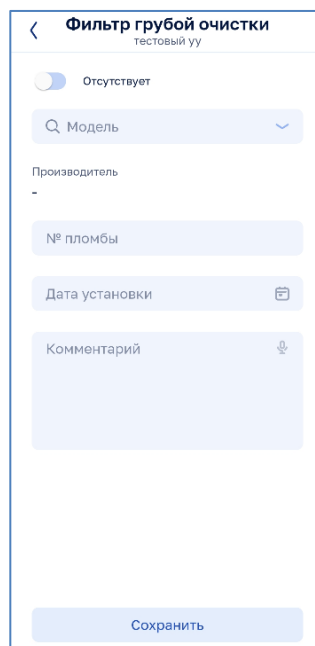 Фильтр грубой очистки
тестовый уу
Отсутствует
Модель
Производитель
-
№ пломбы
Дата установки
Комментарий
Сохранить